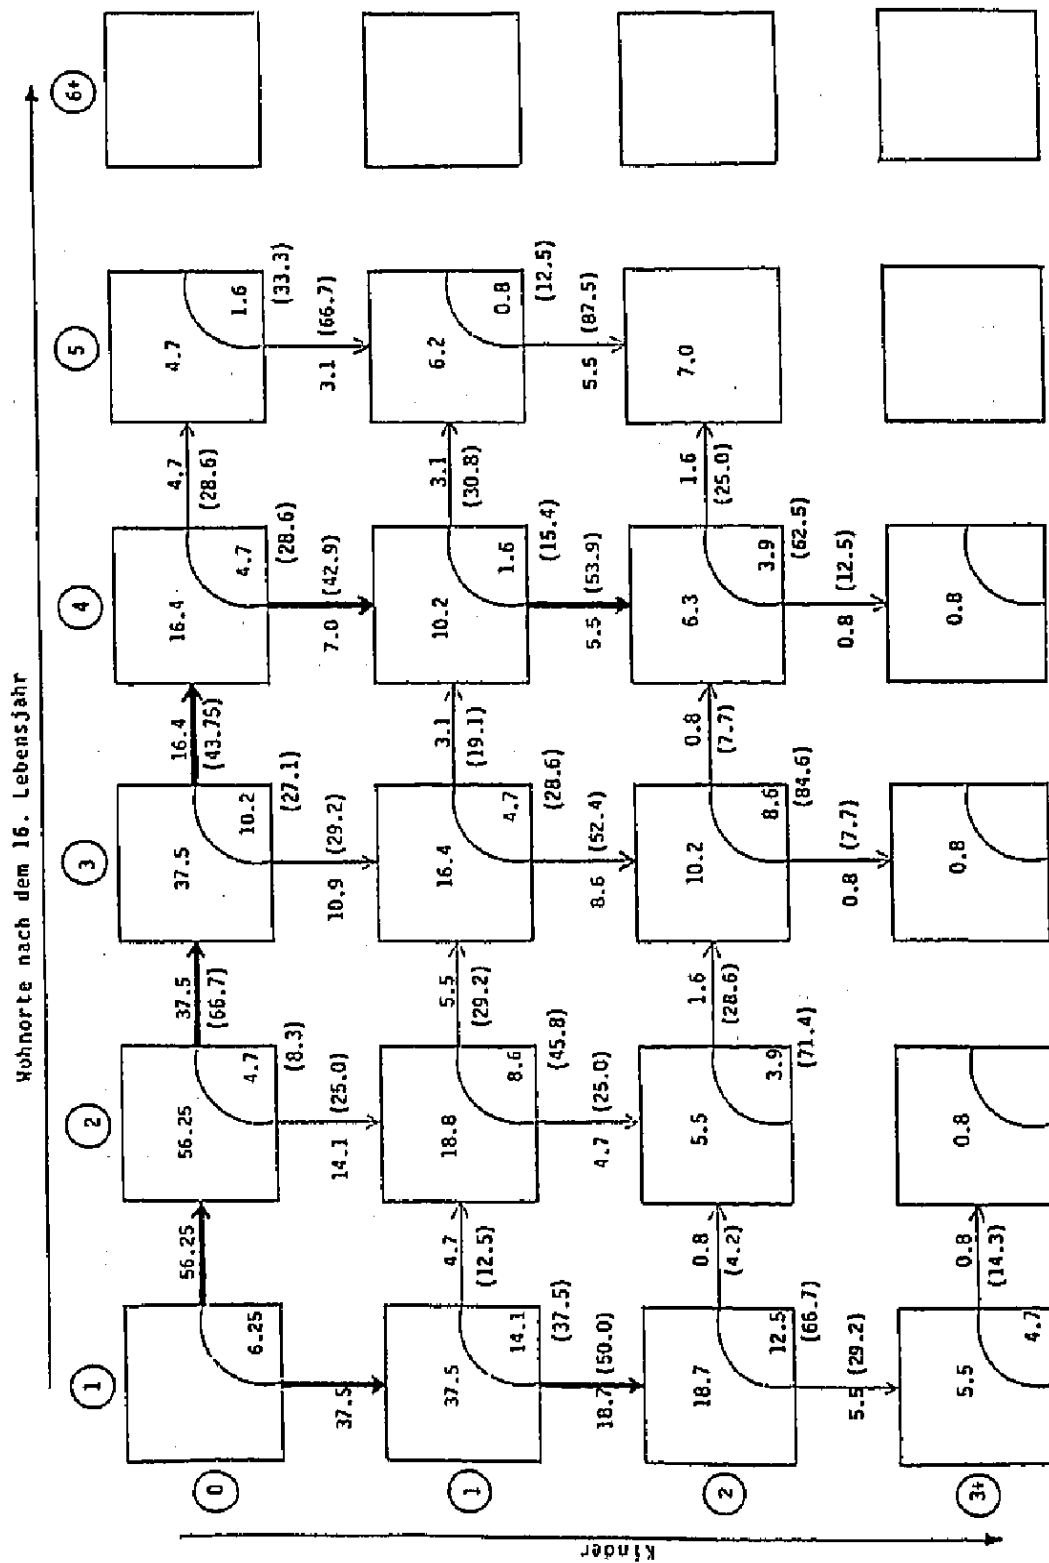 Wohnorte nach dem 16. Lebensjahr
1 2 3 4 5 6+
Kinder
0
56.25 37.5 16.4 4.7
(66.7) (43.75) (28.6)
56.25 37.5 16.4 4.7
6.25 4.7 10.2 4.7 1.6
(8.3) (27.1) (28.6) (33.3)
37.5 14.1 (25.0) 10.9 (29.2) 7.0 (42.9) 3.1 (66.7)
1
4.7 5.5 3.1 3.1
(12.5) (29.2) (19.1) (30.8)
37.5 18.8 16.4 10.2 6.2
14.1 8.6 4.7 1.6 0.8
(37.5) (45.8) (28.6) (15.4) (12.5)
18.7 (50.0) 4.7 (25.0) 8.6 (52.4) 5.5 (53.9) 5.5 (87.5)
2
0.8 1.6 0.8 1.6
(4.2) (28.6) (7.7) (25.0)
18.7 5.5 10.2 6.3 7.0
12.5 3.9 8.6 3.9
(66.7) (71.4) (84.6) (62.5)
5.5 (29.2) 0.8 (7.7) 0.8 (12.5)
3+
0.8
(14.3)
5.5 0.8 0.8 0.8
4.7